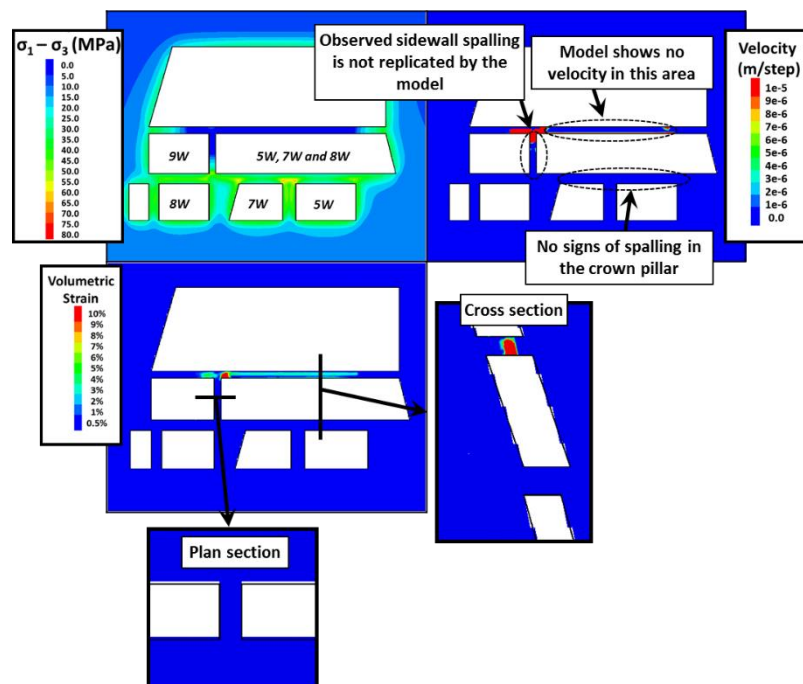 σ₁ – σ₃ (MPa)
0.0
5.0
10.0
15.0
20.0
25.0
30.0
35.0
40.0
45.0
50.0
55.0
60.0
65.0
70.0
75.0
80.0
9W
5W, 7W and 8W
8W
7W
5W
Observed sidewall spalling
is not replicated by the
model
Model shows no
velocity in this area
No signs of spalling in
the crown pillar
Velocity
(m/step)
1e-5
9e-6
8e-6
7e-6
6e-6
5e-6
4e-6
3e-6
2e-6
1e-6
0.0
Volumetric
Strain
10%
9%
8%
7%
6%
5%
4%
3%
2%
1%
0.5%
Cross section
Plan section